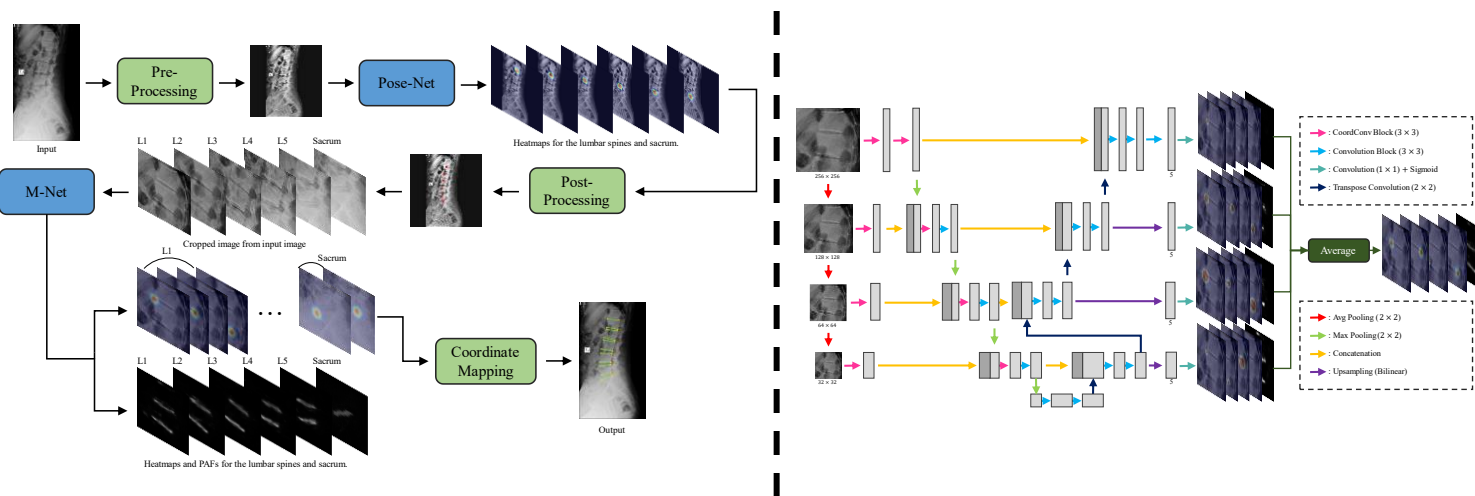 Input
Pre-
Processing
Pose-Net
Heatmaps for the lumbar spines and sacrum.
L1
L2
L3
L4
L5
Sacrum
M-Net
Post-
Processing
Cropped image from input image
L1
Sacrum
...
L1
L2
L3
L4
L5
Sacrum
Heatmaps and PAFs for the lumbar spines and sacrum.
Coordinate
Mapping
Output
256 × 256
128 × 128
64 × 64
32 × 32
5
5
5
5
: CoordConv Block (3 × 3)
: Convolution Block (3 × 3)
: Convolution (1 × 1) + Sigmoid
: Transpose Convolution (2 × 2)
Average
: Avg Pooling (2 × 2)
: Max Pooling (2 × 2)
: Concatenation
: Upsampling (Bilinear)